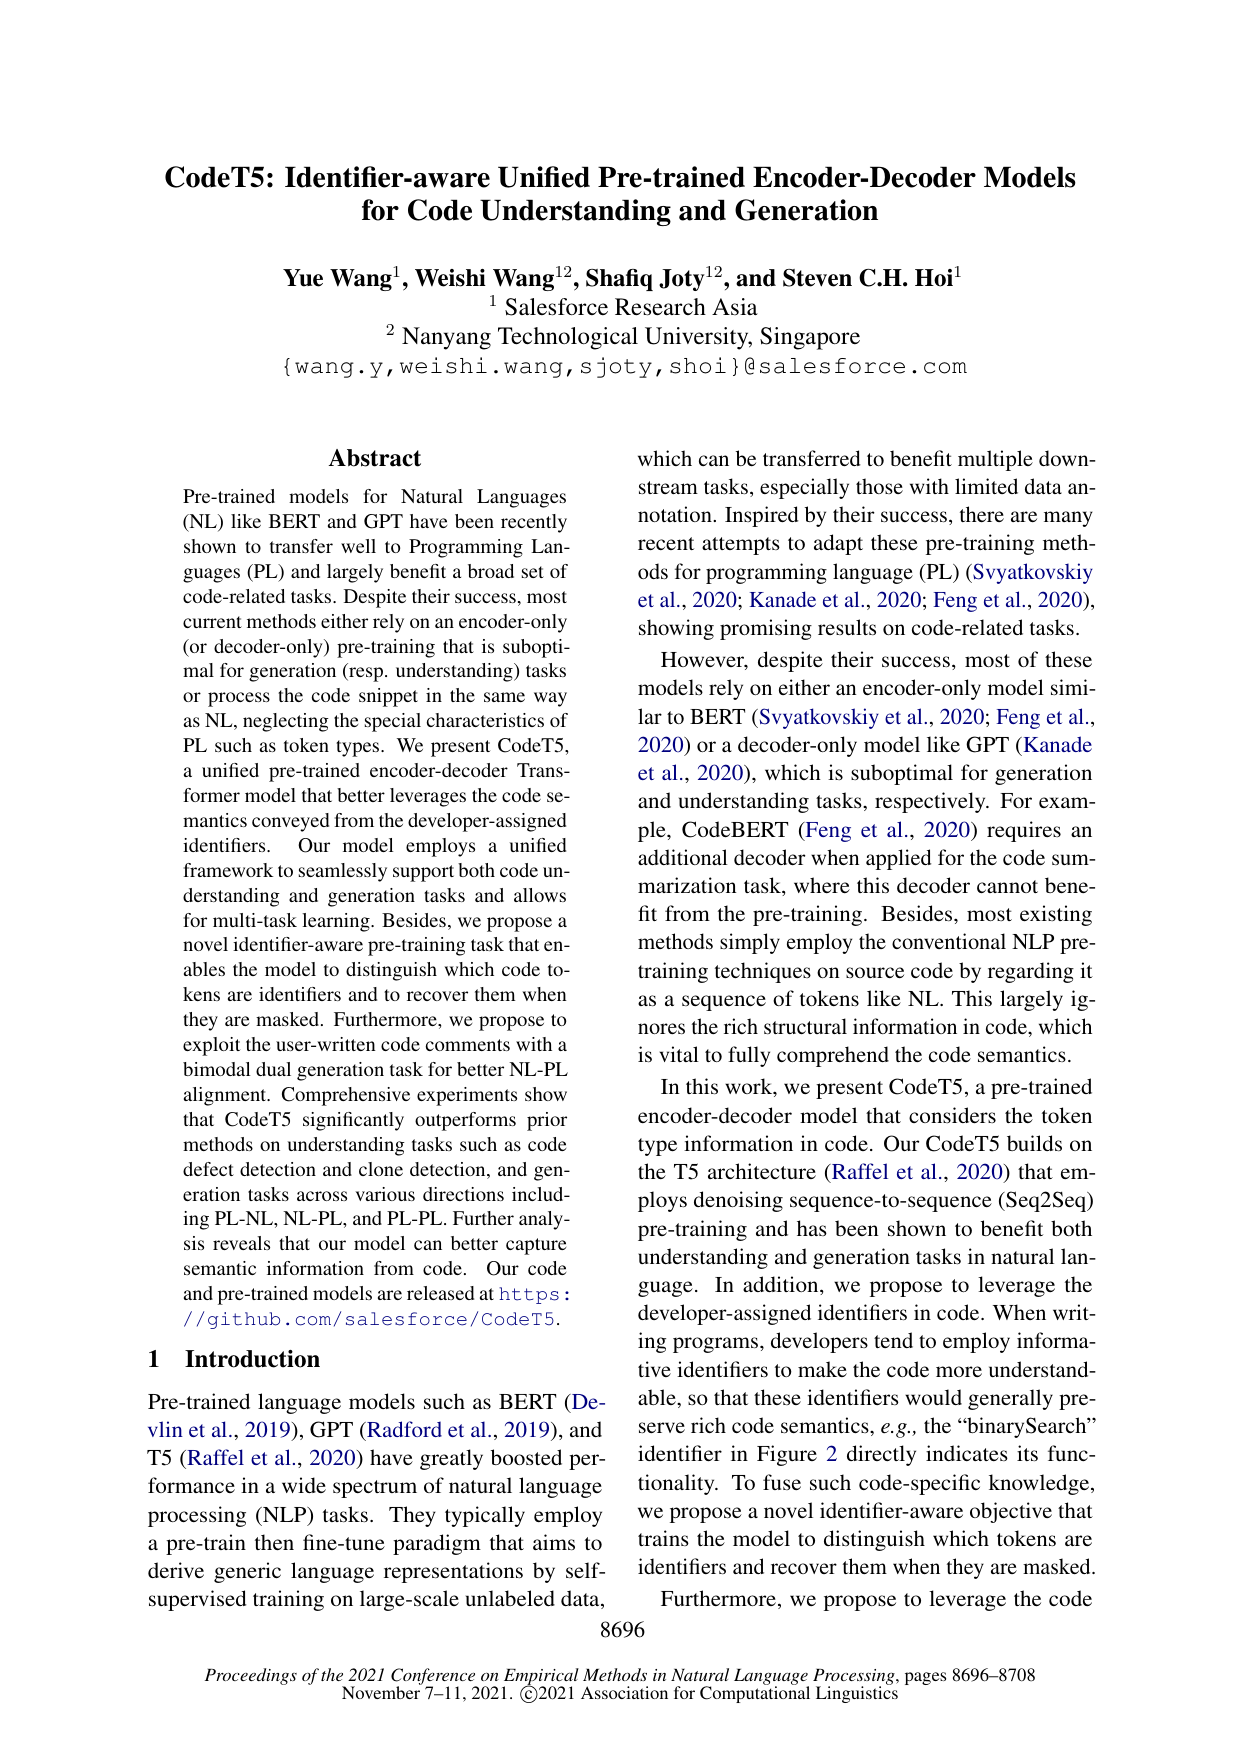 CodeT5: Identifier-aware Unified Pre-trained Encoder-Decoder Models
for Code Understanding and Generation
Yue Wang1, Weishi Wang12, Shafiq Joty12, and Steven C.H. Hoi1
1 Salesforce Research Asia
2 Nanyang Technological University, Singapore
{wang.y,weishi.wang,sjoty,shoi}@salesforce.com
Abstract
Pre-trained models for Natural Languages
(NL) like BERT and GPT have been recently
shown to transfer well to Programming Lan-
guages (PL) and largely benefit a broad set of
code-related tasks. Despite their success, most
current methods either rely on an encoder-only
(or decoder-only) pre-training that is subopti-
mal for generation (resp. understanding) tasks
or process the code snippet in the same way
as NL, neglecting the special characteristics of
PL such as token types. We present CodeT5,
a unified pre-trained encoder-decoder Trans-
former model that better leverages the code se-
mantics conveyed from the developer-assigned
identifiers. Our model employs a unified
framework to seamlessly support both code un-
derstanding and generation tasks and allows
for multi-task learning. Besides, we propose a
novel identifier-aware pre-training task that en-
ables the model to distinguish which code to-
kens are identifiers and to recover them when
they are masked. Furthermore, we propose to
exploit the user-written code comments with a
bimodal dual generation task for better NL-PL
alignment. Comprehensive experiments show
that CodeT5 significantly outperforms prior
methods on understanding tasks such as code
defect detection and clone detection, and gen-
eration tasks across various directions includ-
ing PL-NL, NL-PL, and PL-PL. Further analy-
sis reveals that our model can better capture
semantic information from code. Our code
and pre-trained models are released at https:
//github.com/salesforce/CodeT5.
1 Introduction
Pre-trained language models such as BERT (De-
vlin et al., 2019), GPT (Radford et al., 2019), and
T5 (Raffel et al., 2020) have greatly boosted per-
formance in a wide spectrum of natural language
processing (NLP) tasks. They typically employ
a pre-train then fine-tune paradigm that aims to
derive generic language representations by self-
supervised training on large-scale unlabeled data,
which can be transferred to benefit multiple down-
stream tasks, especially those with limited data an-
notation. Inspired by their success, there are many
recent attempts to adapt these pre-training meth-
ods for programming language (PL) (Svyatkovskiy
et al., 2020; Kanade et al., 2020; Feng et al., 2020),
showing promising results on code-related tasks.
However, despite their success, most of these
models rely on either an encoder-only model simi-
lar to BERT (Svyatkovskiy et al., 2020; Feng et al.,
2020) or a decoder-only model like GPT (Kanade
et al., 2020), which is suboptimal for generation
and understanding tasks, respectively. For exam-
ple, CodeBERT (Feng et al., 2020) requires an
additional decoder when applied for the code sum-
marization task, where this decoder cannot bene-
fit from the pre-training. Besides, most existing
methods simply employ the conventional NLP pre-
training techniques on source code by regarding it
as a sequence of tokens like NL. This largely ig-
nores the rich structural information in code, which
is vital to fully comprehend the code semantics.
In this work, we present CodeT5, a pre-trained
encoder-decoder model that considers the token
type information in code. Our CodeT5 builds on
the T5 architecture (Raffel et al., 2020) that em-
ploys denoising sequence-to-sequence (Seq2Seq)
pre-training and has been shown to benefit both
understanding and generation tasks in natural lan-
guage. In addition, we propose to leverage the
developer-assigned identifiers in code. When writ-
ing programs, developers tend to employ informa-
tive identifiers to make the code more understand-
able, so that these identifiers would generally pre-
serve rich code semantics, e.g., the “binarySearch”
identifier in Figure 2 directly indicates its func-
tionality. To fuse such code-specific knowledge,
we propose a novel identifier-aware objective that
trains the model to distinguish which tokens are
identifiers and recover them when they are masked.
Furthermore, we propose to leverage the code
8696
Proceedings of the 2021 Conference on Empirical Methods in Natural Language Processing, pages 8696–8708
November 7–11, 2021. ©2021 Association for Computational Linguistics